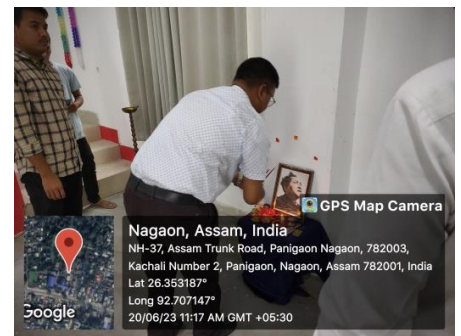 GPS Map Camera
Nagaon, Assam, India
NH-37, Assam Trunk Road, Panigaon Nagaon, 782003,
Kachali Number 2, Panigaon, Nagaon, Assam 782001, India
Lat 26.353187°
Long 92.707147°
20/06/23 11:17 AM GMT +05:30
Google